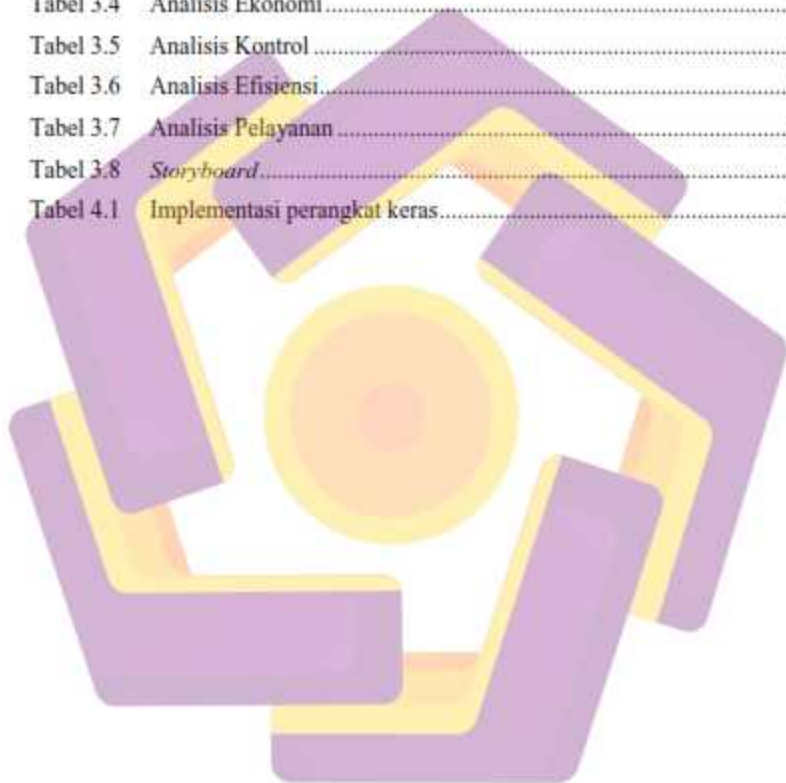 Tabel 3.4 Analisis Ekonomi..........................................................................
Tabel 3.5 Analisis Kontrol............................................................................
Tabel 3.6 Analisis Efisiensi...........................................................................
Tabel 3.7 Analisis Pelayanan........................................................................
Tabel 3.8 Storyboard.....................................................................................
Tabel 4.1 Implementasi perangkat keras.......................................................